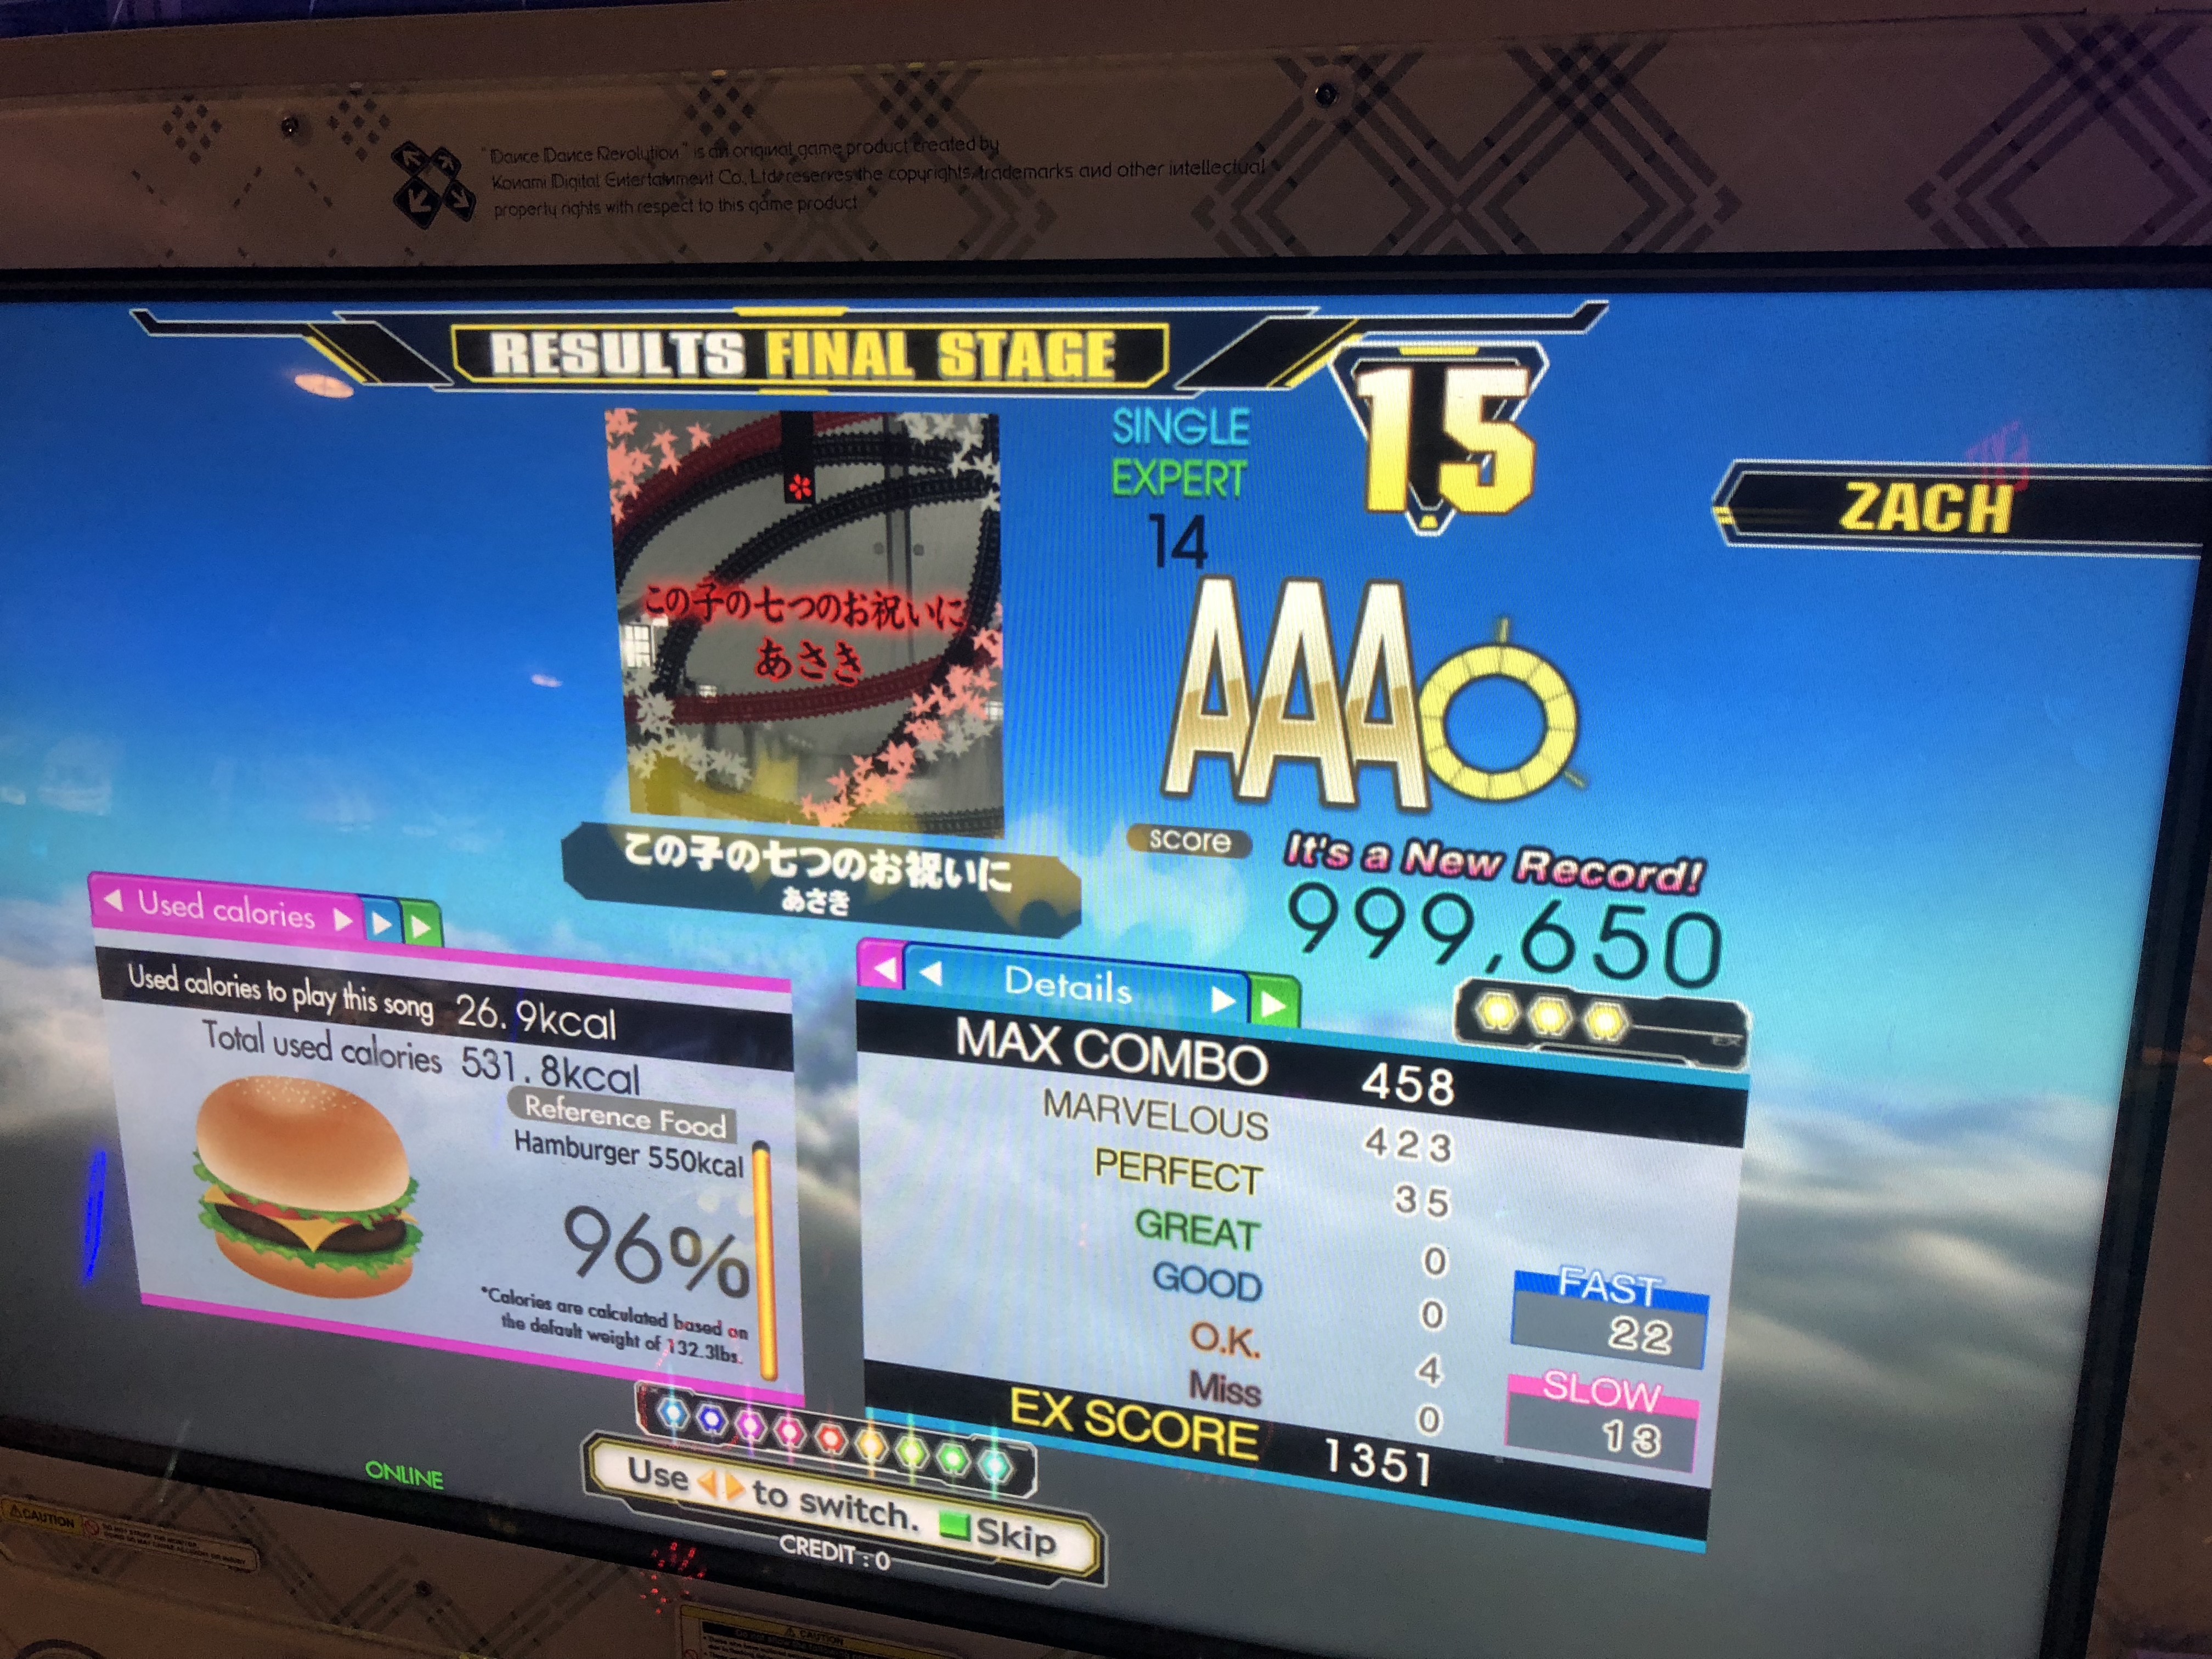 "Dance Dance Revolution" is an original game product created by
Konami Digital Entertainment Co., Ltd. reserves the copyrights, trademarks and other intellectual
property rights with respect to this game product
RESULTS FINAL STAGE
15
SINGLE
EXPERT
14
ZACH
この子の七つのお祝いに
あさき
AAA
この子の七つのお祝いに
あさき
score
It's a New Record!
999,650
EX
Used calories
Used calories to play this song 26.9kcal
Total used calories 531.8kcal
Reference Food
Hamburger 550kcal
96%
*Calories are calculated based on
the default weight of 132.3lbs.
Details
MAX COMBO 458
MARVELOUS 423
PERFECT 35
GREAT 0
GOOD 0
O.K. 4
Miss 0
EX SCORE 1351
FAST
22
SLOW
13
ONLINE
Use to switch. Skip
CREDIT : 0
CAUTION
CAUTION